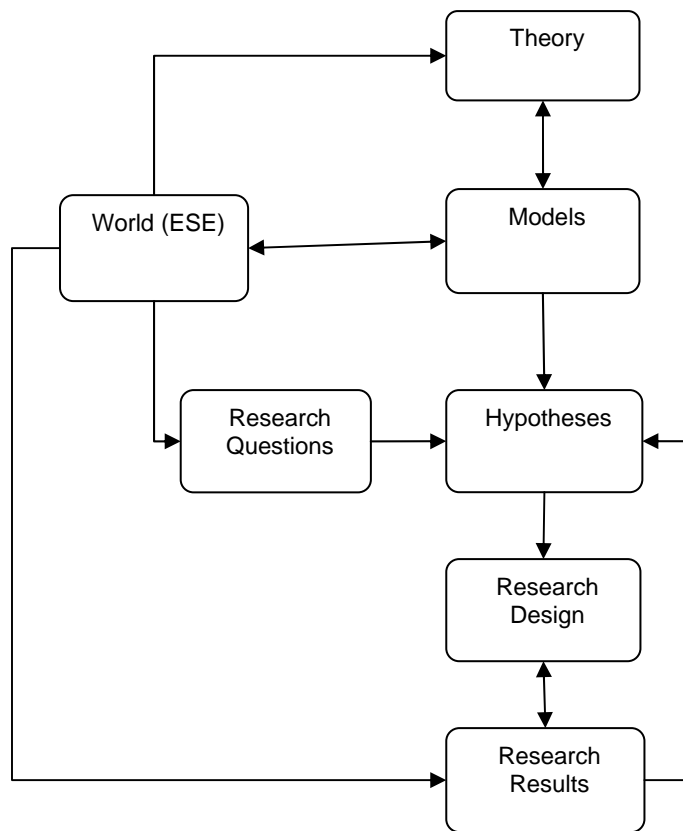 Theory
World (ESE)
Models
Research
Questions
Hypotheses
Research
Design
Research
Results